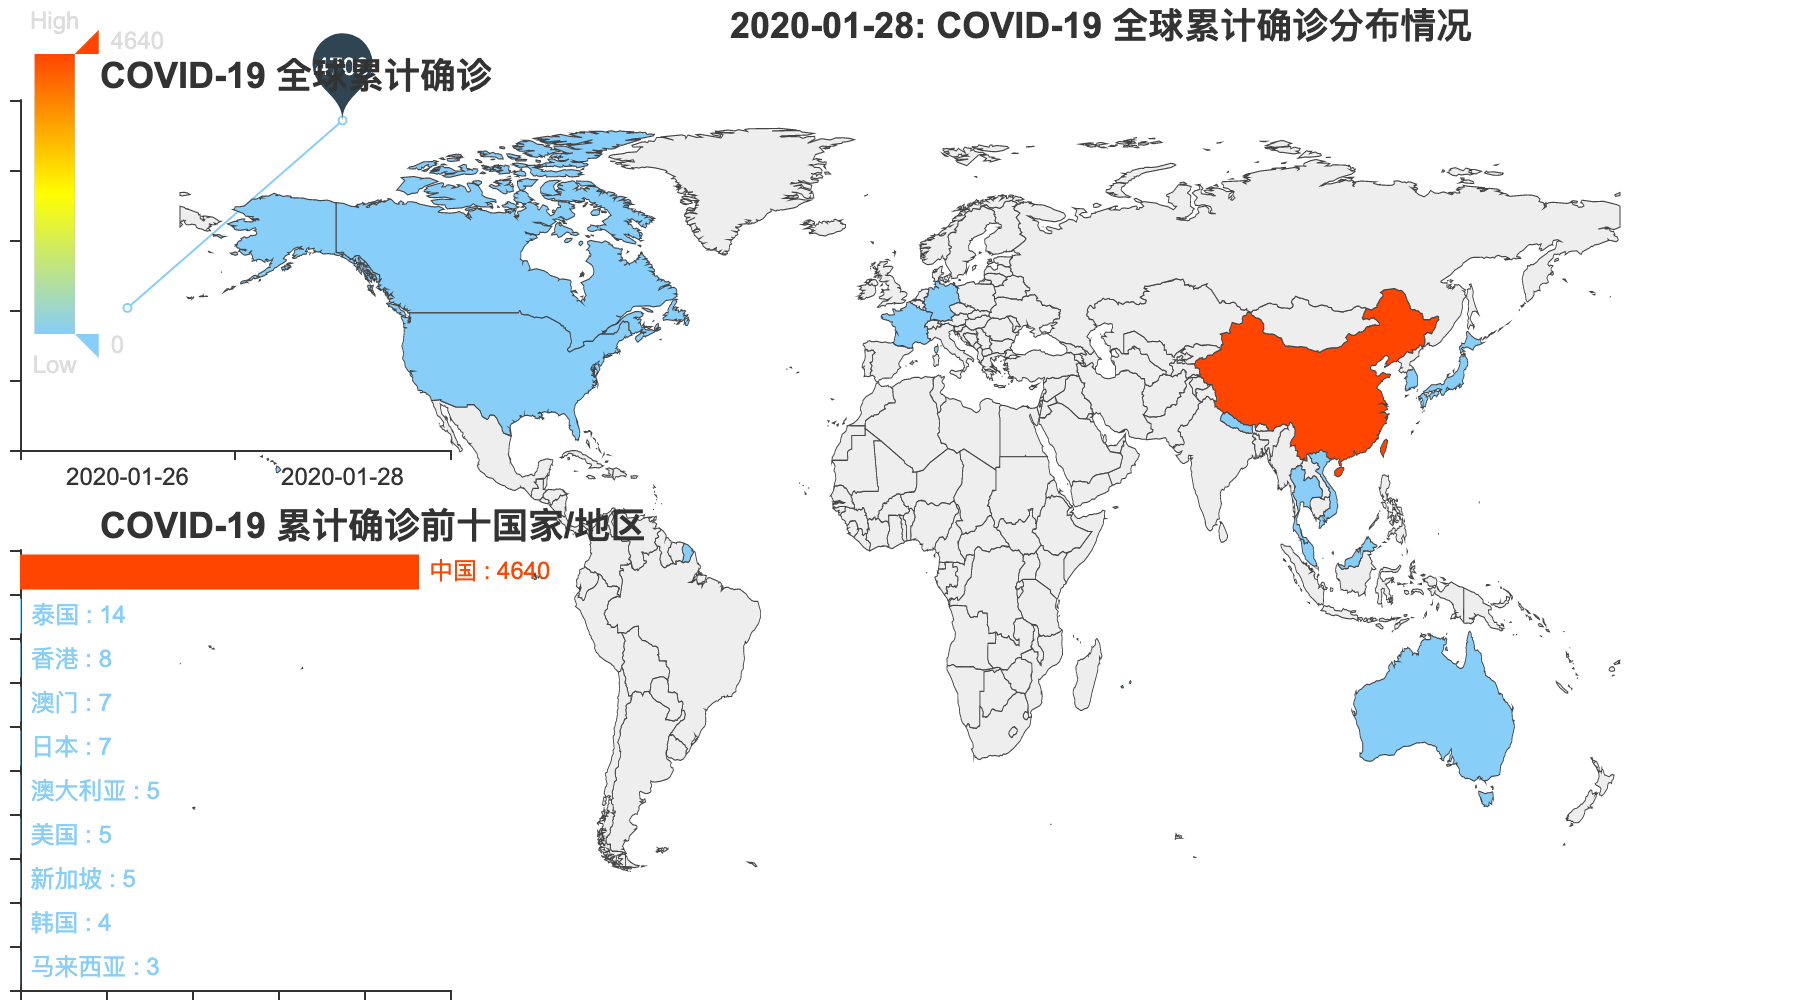 High
4640
0
Low
2020-01-28: COVID-19 全球累计确诊分布情况
COVID-19 全球累计确诊
2020-01-26
2020-01-28
COVID-19 累计确诊前十国家/地区
中国 : 4640
泰国 : 14
香港 : 8
澳门 : 7
日本 : 7
澳大利亚 : 5
美国 : 5
新加坡 : 5
韩国 : 4
马来西亚 : 3